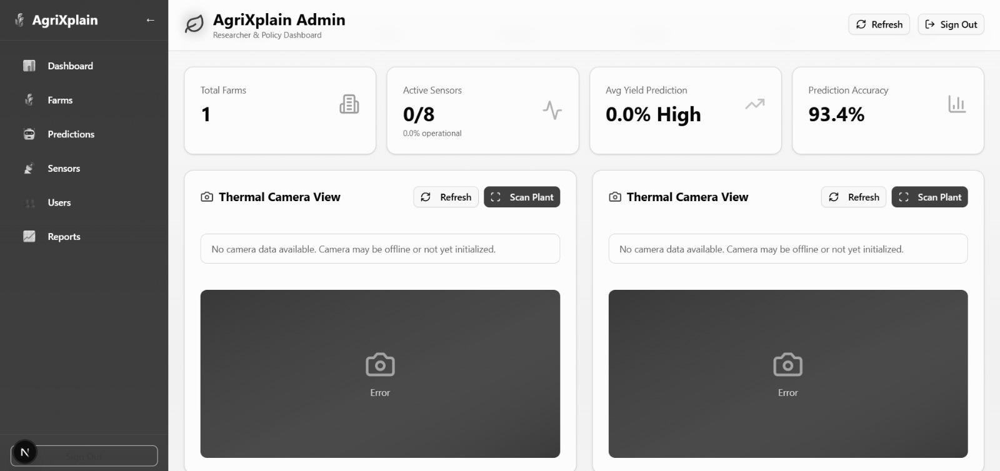 AgriXplain
←
Dashboard
Farms
Predictions
Sensors
Users
Reports
N
Sign Out
AgriXplain Admin
Researcher & Policy Dashboard
Refresh
Sign Out
Total Farms
1
Active Sensors
0/8
0.0% operational
Avg Yield Prediction
0.0% High
Prediction Accuracy
93.4%
Thermal Camera View
Refresh
Scan Plant
No camera data available. Camera may be offline or not yet initialized.
Error
Thermal Camera View
Refresh
Scan Plant
No camera data available. Camera may be offline or not yet initialized.
Error